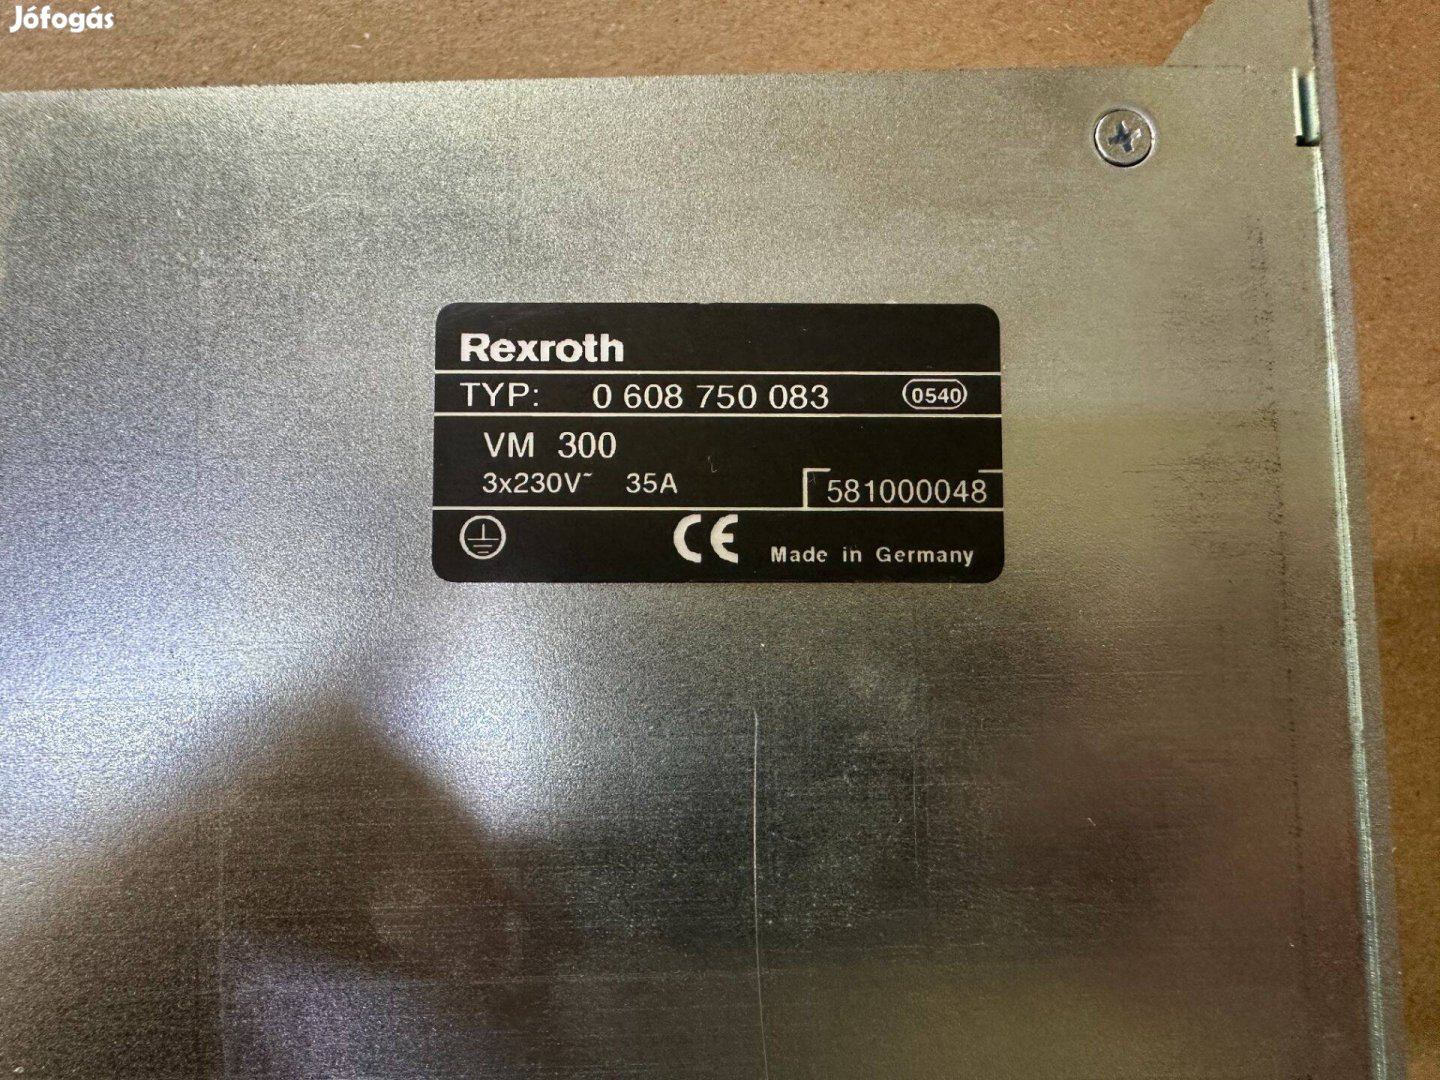 Jófogás
Rexroth
TYP: 0 608 750 083 0540
VM 300
3x230V~ 35A 581000048
CE Made in Germany